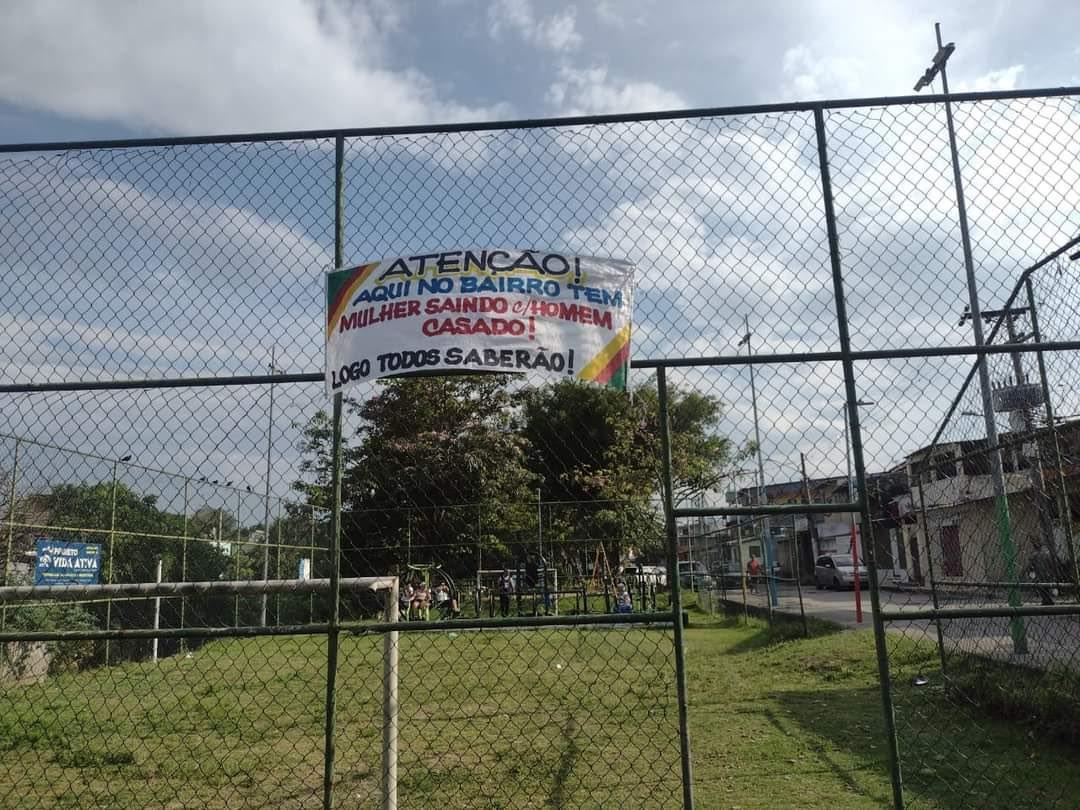 ATENÇÃO!
AQUI NO BAIRRO TEM
MULHER SAINDO c/HOMEM
CASADO!
LOGO TODOS SABERÃO!
PROJETO
VIDA ATIVA